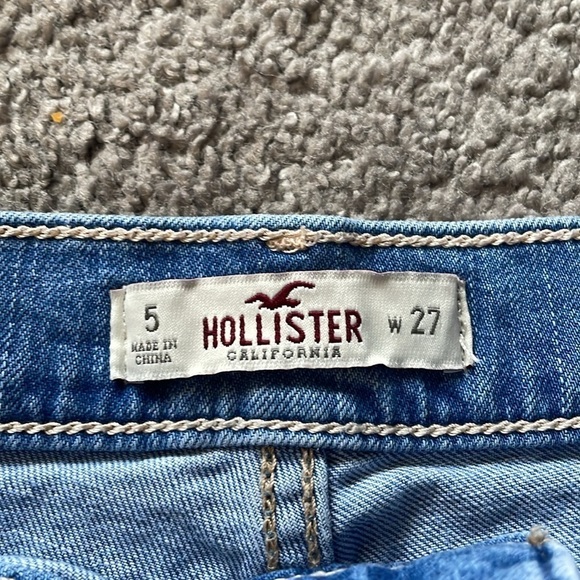 5
MADE IN
CHINA
HOLLISTER
CALIFORNIA
W 27